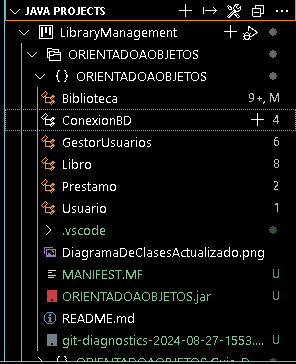 JAVA PROJECTS
LibraryManagement
ORIENTADOAOBJETOS
{} ORIENTADOAOBJETOS
Biblioteca 9+, M
ConexionBD 4
GestorUsuarios 6
Libro 8
Prestamo 2
Usuario 1
.vscode
DiagramaDeClasesActualizado.png
MANIFEST.MF U
ORIENTADOAOBJETOS.jar U
README.md
git-diagnostics-2024-08-27-1553.... U